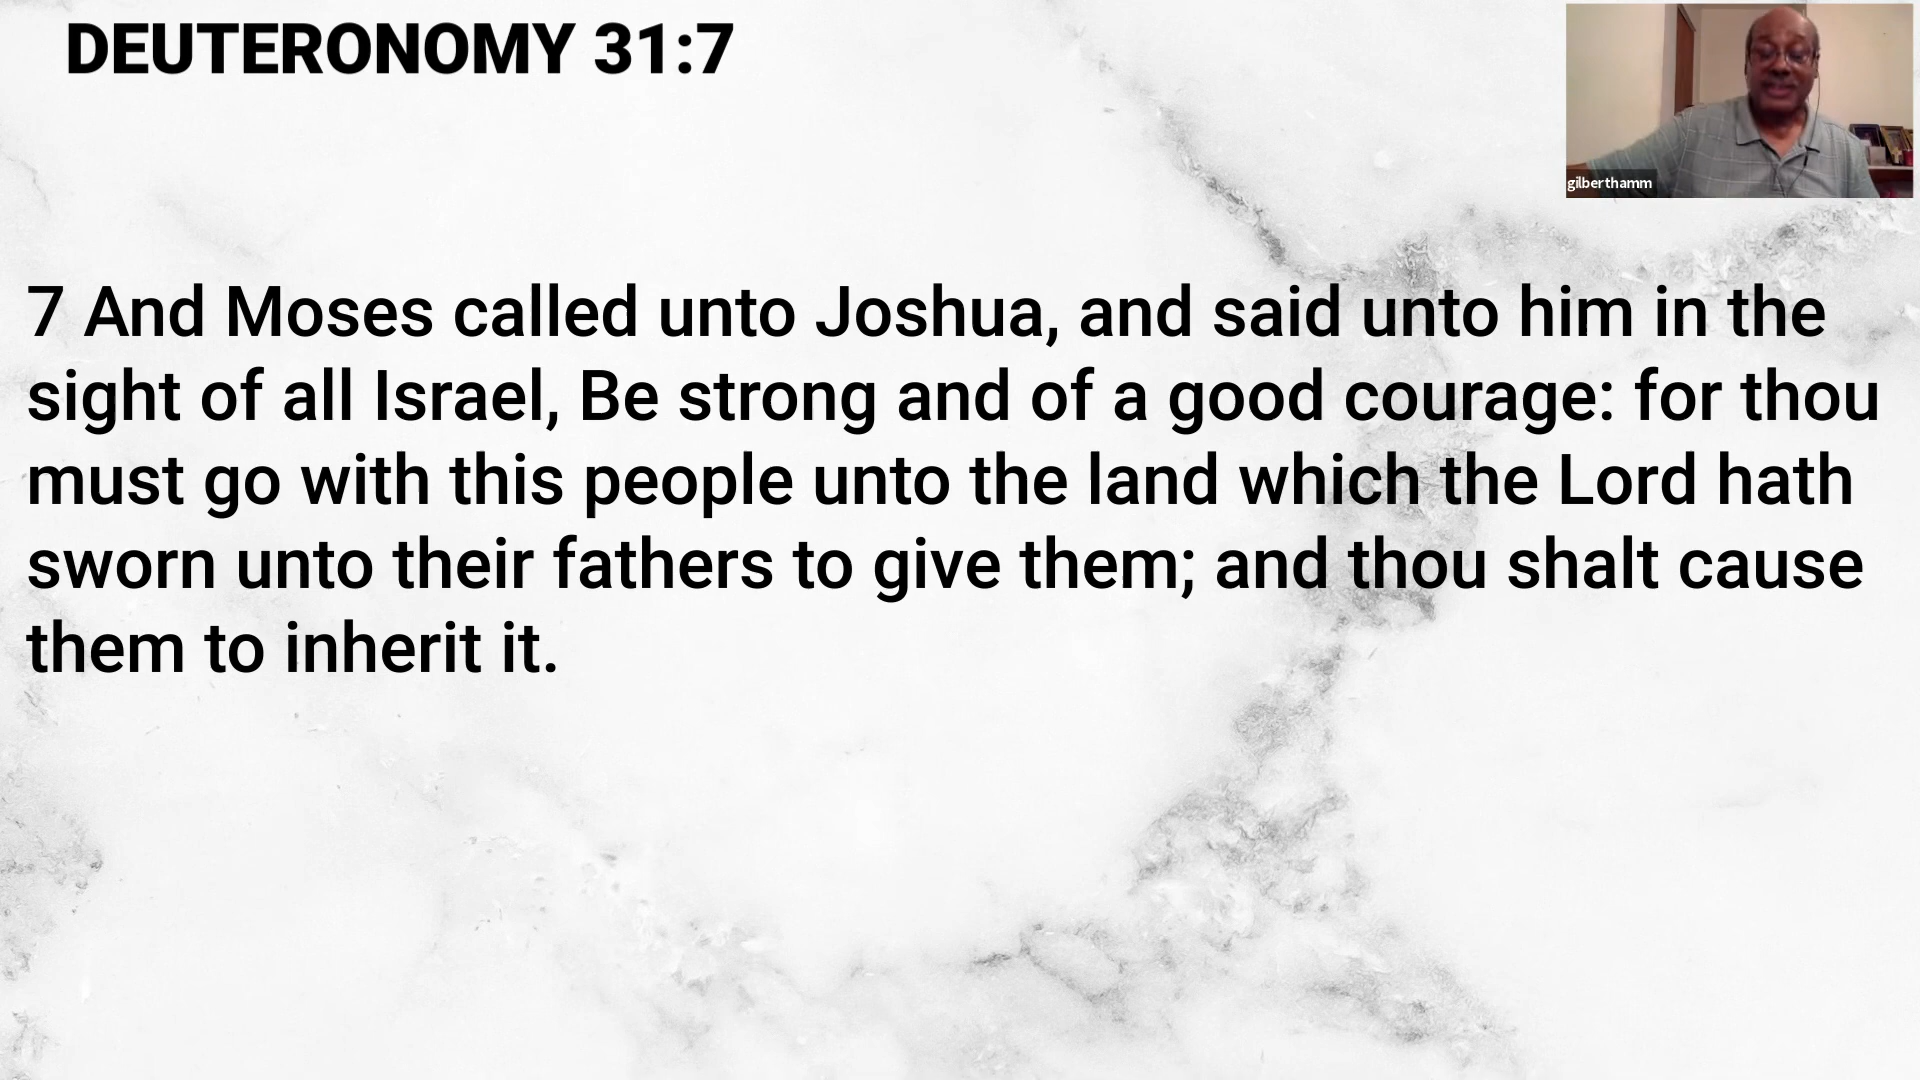 DEUTERONOMY 31:7
gilberthamm
7 And Moses called unto Joshua, and said unto him in the
sight of all Israel, Be strong and of a good courage: for thou
must go with this people unto the land which the Lord hath
sworn unto their fathers to give them; and thou shalt cause
them to inherit it.